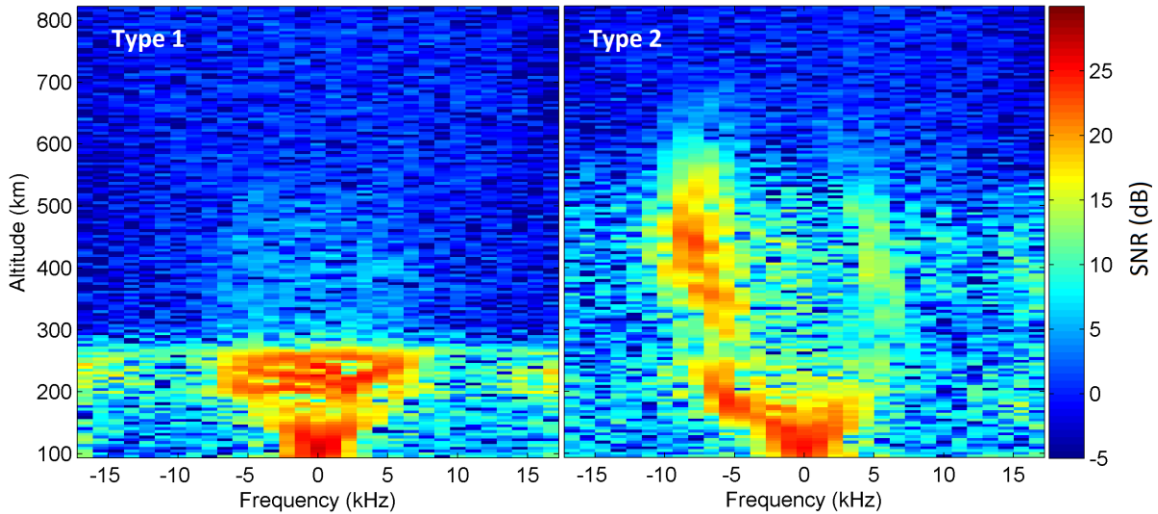 Type 1
Type 2
800
700
600
500
400
300
200
100
Altitude (km)
-15 -10 -5 0 5 10 15
Frequency (kHz)
-15 -10 -5 0 5 10 15
Frequency (kHz)
25
20
15
10
5
0
-5
SNR (dB)